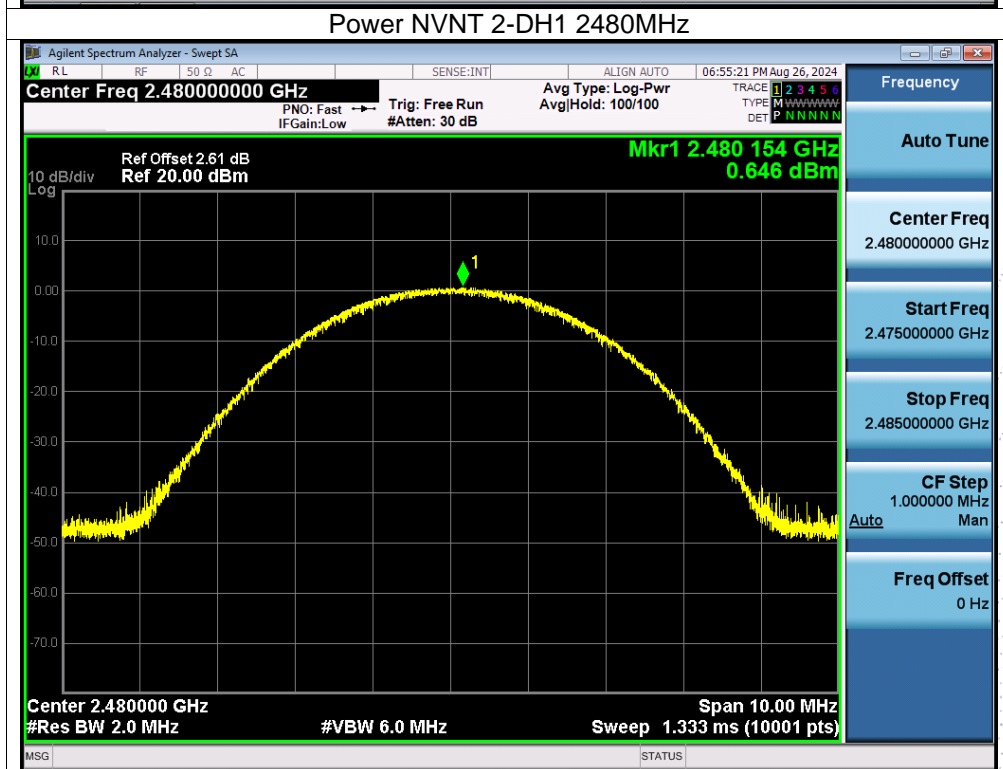 Power NVNT 2-DH1 2480MHz
Agilent Spectrum Analyzer - Swept SA
LXI RL RF 50 Ω AC SENSE:INT ALIGN AUTO 06:55:21 PM Aug 26, 2024
Center Freq 2.480000000 GHz
PNO: Fast
IFGain:Low
Trig: Free Run
#Atten: 30 dB
Avg Type: Log-Pwr
Avg|Hold: 100/100
TRACE 1 2 3 4 5 6
TYPE M WWWWW
DET P N N N N N
Frequency
Auto Tune
Center Freq
2.480000000 GHz
Start Freq
2.475000000 GHz
Stop Freq
2.485000000 GHz
CF Step
1.000000 MHz
Auto Man
Freq Offset
0 Hz
Mkr1 2.480 154 GHz
0.646 dBm
Ref Offset 2.61 dB
10 dB/div Ref 20.00 dBm
Log
10.0
1
0.00
-10.0
-20.0
-30.0
-40.0
-50.0
-60.0
-70.0
Center 2.480000 GHz Span 10.00 MHz
#Res BW 2.0 MHz #VBW 6.0 MHz Sweep 1.333 ms (10001 pts)
MSG STATUS